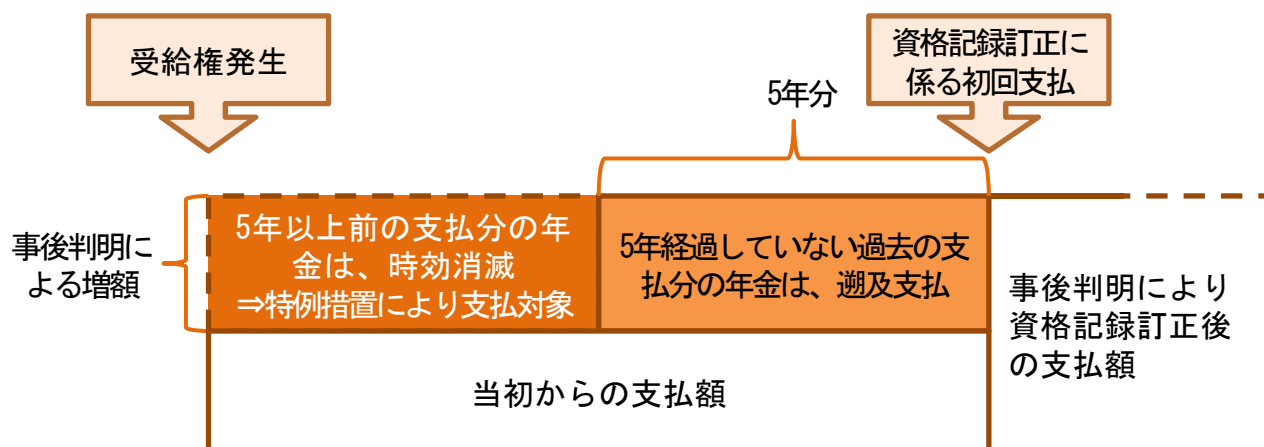 受給権発生
資格記録訂正に
係る初回支払
5年分
事後判明に
よる増額
5年以上前の支払分の年
金は、時効消滅
⇒特例措置により支払対象
5年経過していない過去の支
払分の年金は、遡及支払
事後判明により
資格記録訂正後
の支払額
当初からの支払額